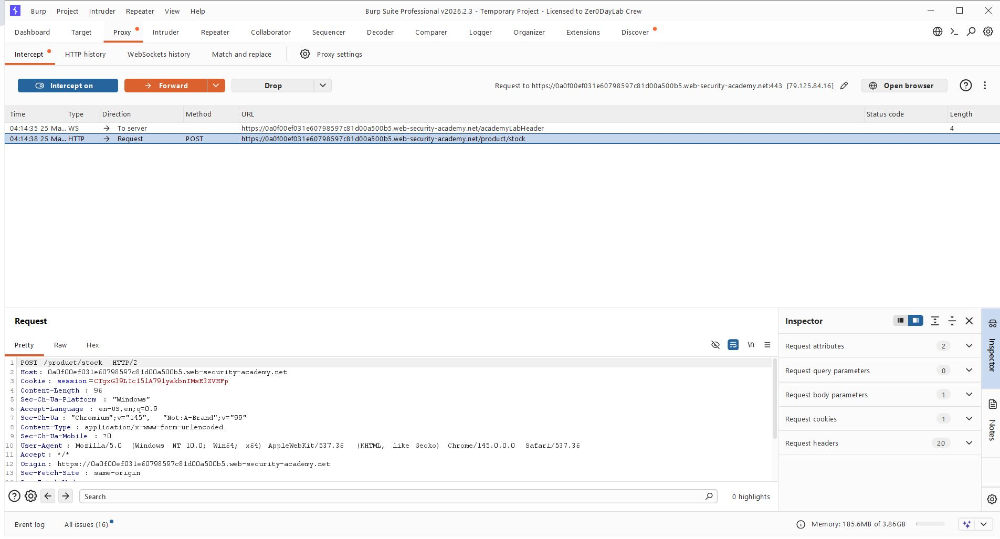 Burp Project Intruder Repeater View Help Burp Suite Professional v2026.2.3 - Temporary Project - Licensed to Zer0DayLab Crew
Dashboard Target Proxy Intruder Repeater Collaborator Sequencer Decoder Comparer Logger Organizer Extensions Discover
Intercept HTTP history WebSockets history Match and replace Proxy settings
Intercept on Forward Drop Request to https://0a0f00ef031e60798597c81d00a500b5.web-security-academy.net:443 [79.125.84.16] Open browser
Time Type Direction Method URL Status code Length
04:14:35 25 Ma... WS To server https://0a0f00ef031e60798597c81d00a500b5.web-security-academy.net/academyLabHeader 4
04:14:38 25 Ma... HTTP Request POST https://0a0f00ef031e60798597c81d00a500b5.web-security-academy.net/product/stock
Request
Pretty Raw Hex \n
1 POST /product/stock HTTP/2
2 Host: 0a0f00ef031e60798597c81d00a500b5.web-security-academy.net
3 Cookie: session=CTgxG39LIc15lA79lyakbnIMsE3ZVHFp
4 Content-Length : 96
5 Sec-Ch-Ua-Platform : "Windows"
6 Accept-Language : en-US,en;q=0.9
7 Sec-Ch-Ua : "Chromium";v="145", "Not:A-Brand";v="99"
8 Content-Type : application/x-www-form-urlencoded
9 Sec-Ch-Ua-Mobile : ?0
10 User-Agent : Mozilla/5.0 (Windows NT 10.0; Win64; x64) AppleWebKit/537.36 (KHTML, like Gecko) Chrome/145.0.0.0 Safari/537.36
11 Accept: */*
12 Origin: https://0a0f00ef031e60798597c81d00a500b5.web-security-academy.net
13 Sec-Fetch-Site : same-origin
Search 0 highlights
Inspector
Request attributes 2
Request query parameters 0
Request body parameters 1
Request cookies 1
Request headers 20
Inspector
Notes
Event log All issues (16) Memory: 185.6MB of 3.86GB